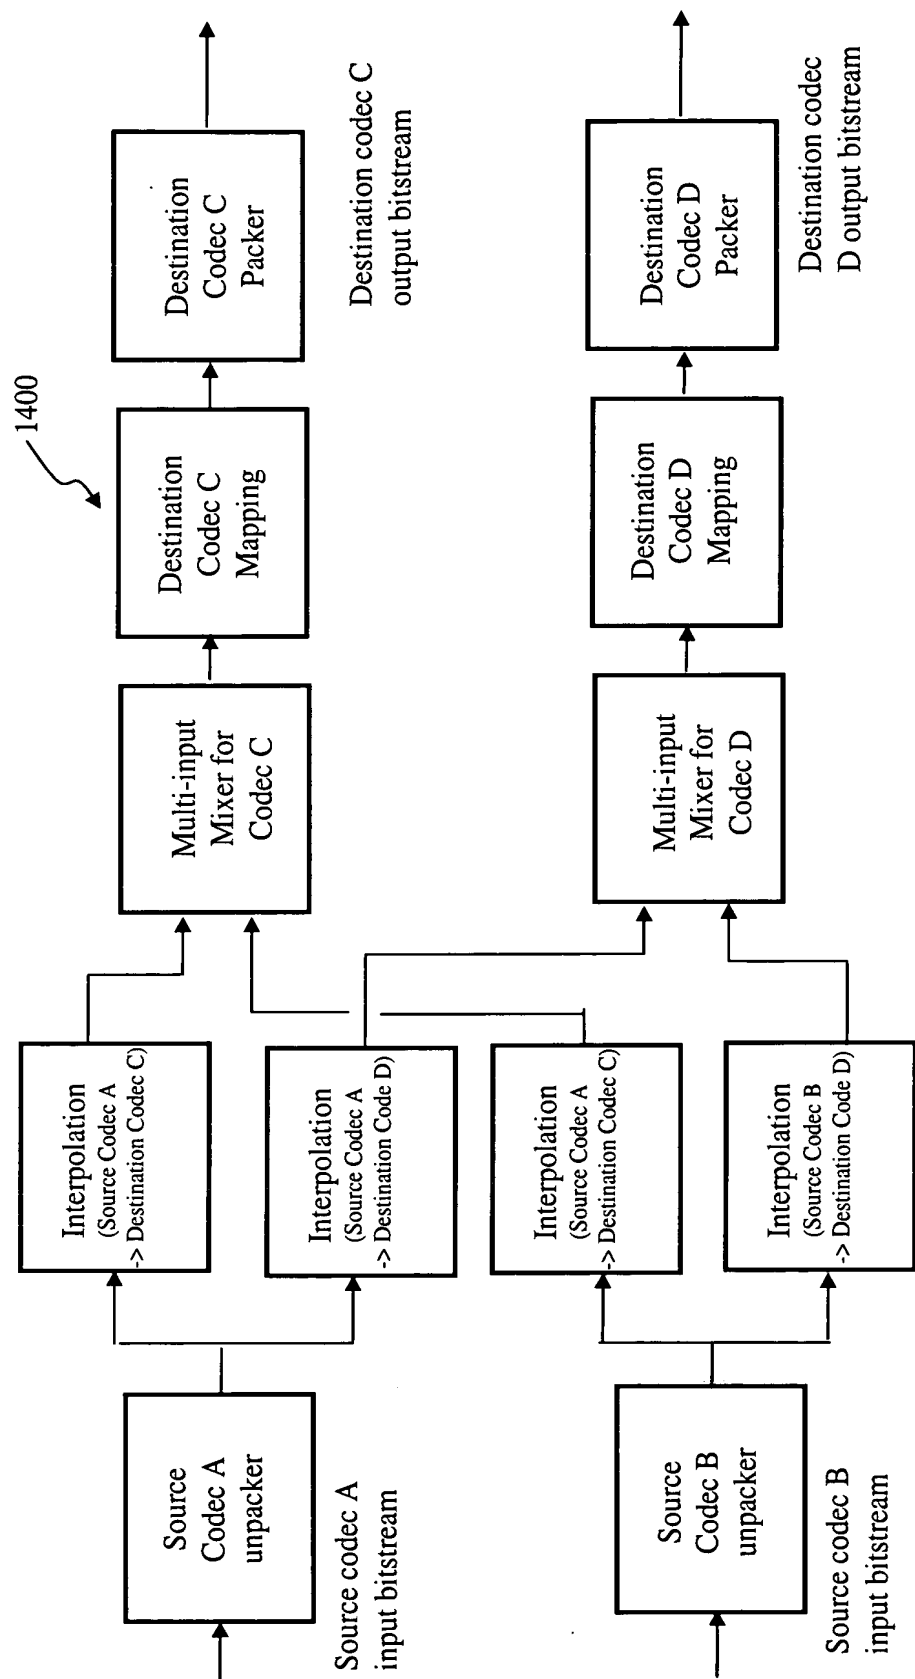 1400
Source
Codec A
unpacker
Source codec A
input bitstream
Interpolation
(Source Codec A
-> Destination Codec C)
Interpolation
(Source Codec A
-> Destination Code D)
Multi-input
Mixer for
Codec C
Destination
Codec C
Mapping
Destination
Codec C
Packer
Destination codec C
output bitstream
Source
Codec B
unpacker
Source codec B
input bitstream
Interpolation
(Source Codec A
-> Destination Codec C)
Interpolation
(Source Codec B
-> Destination Code D)
Multi-input
Mixer for
Codec D
Destination
Codec D
Mapping
Destination
Codec D
Packer
Destination codec
D output bitstream